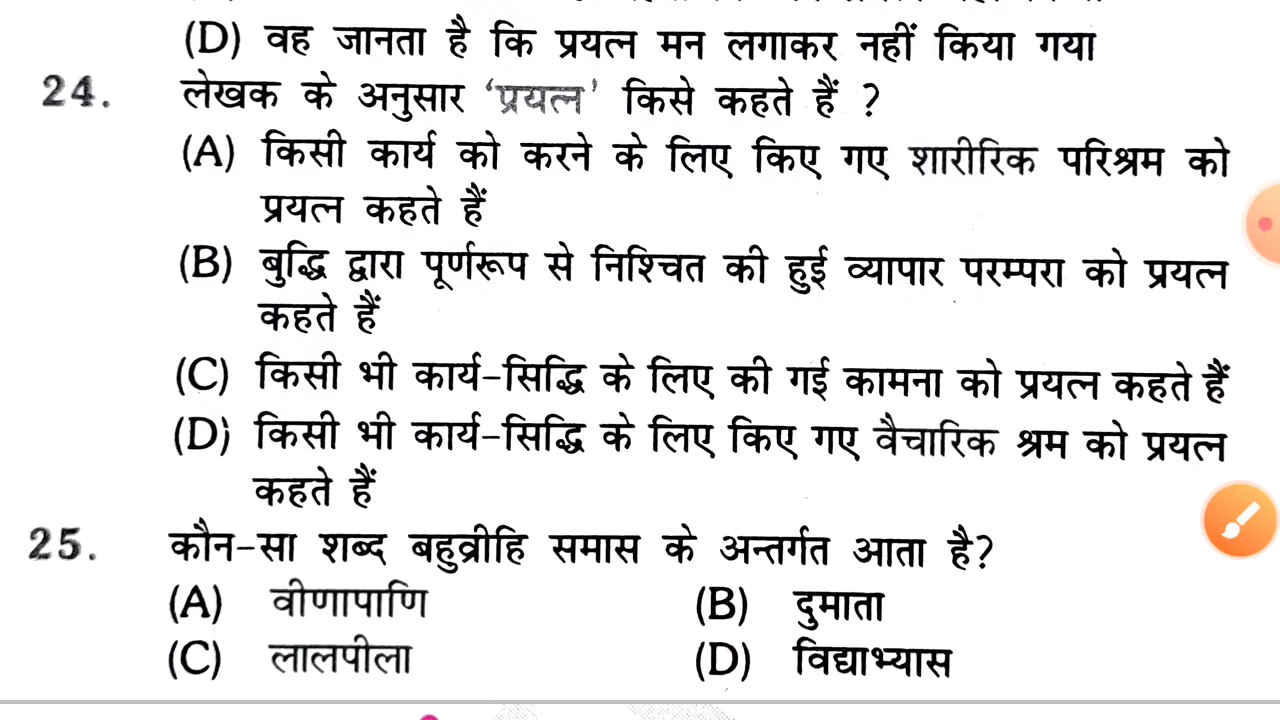 (D) वह जानता है कि प्रयत्न मन लगाकर नहीं किया गया
24. लेखक के अनुसार ‘प्रयत्न’ किसे कहते हैं ?
(A) किसी कार्य को करने के लिए किए गए शारीरिक परिश्रम को
प्रयत्न कहते हैं
(B) बुद्धि द्वारा पूर्णरूप से निश्चित की हुई व्यापार परम्परा को प्रयत्न
कहते हैं
(C) किसी भी कार्य-सिद्धि के लिए की गई कामना को प्रयत्न कहते हैं
(D) किसी भी कार्य-सिद्धि के लिए किए गए वैचारिक श्रम को प्रयत्न
कहते हैं
25. कौन-सा शब्द बहुव्रीहि समास के अन्तर्गत आता है?
(A) वीणापाणि (B) दुमाता
(C) लालपीला (D) विद्याभ्यास